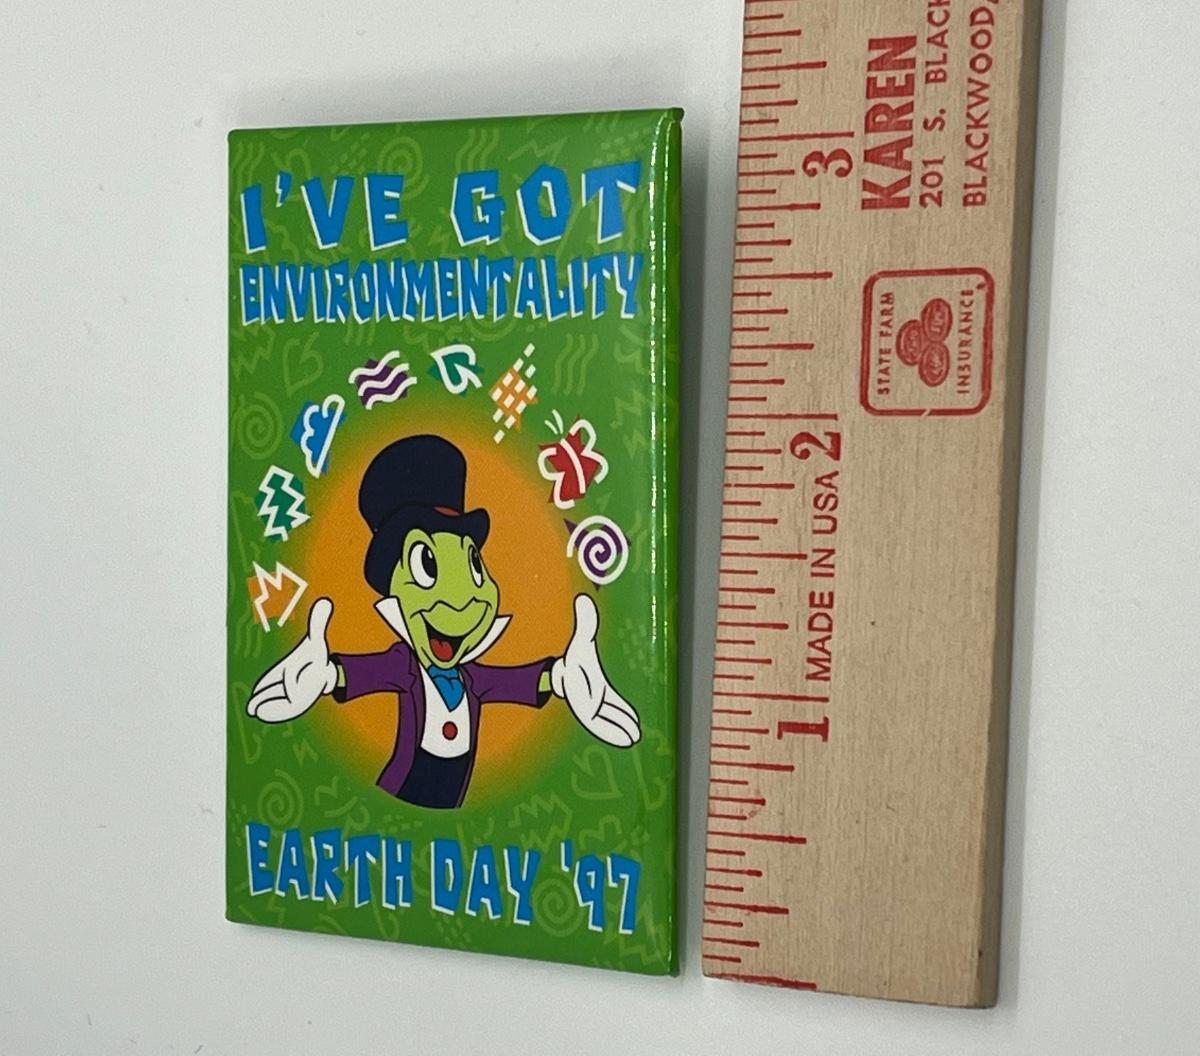 I'VE GOT
ENVIRONMENTALITY
EARTH DAY '97
1
2
3
MADE IN USA
STATE FARM
INSURANCE
KAREN
201 S. BLACK
BLACKWOOD,